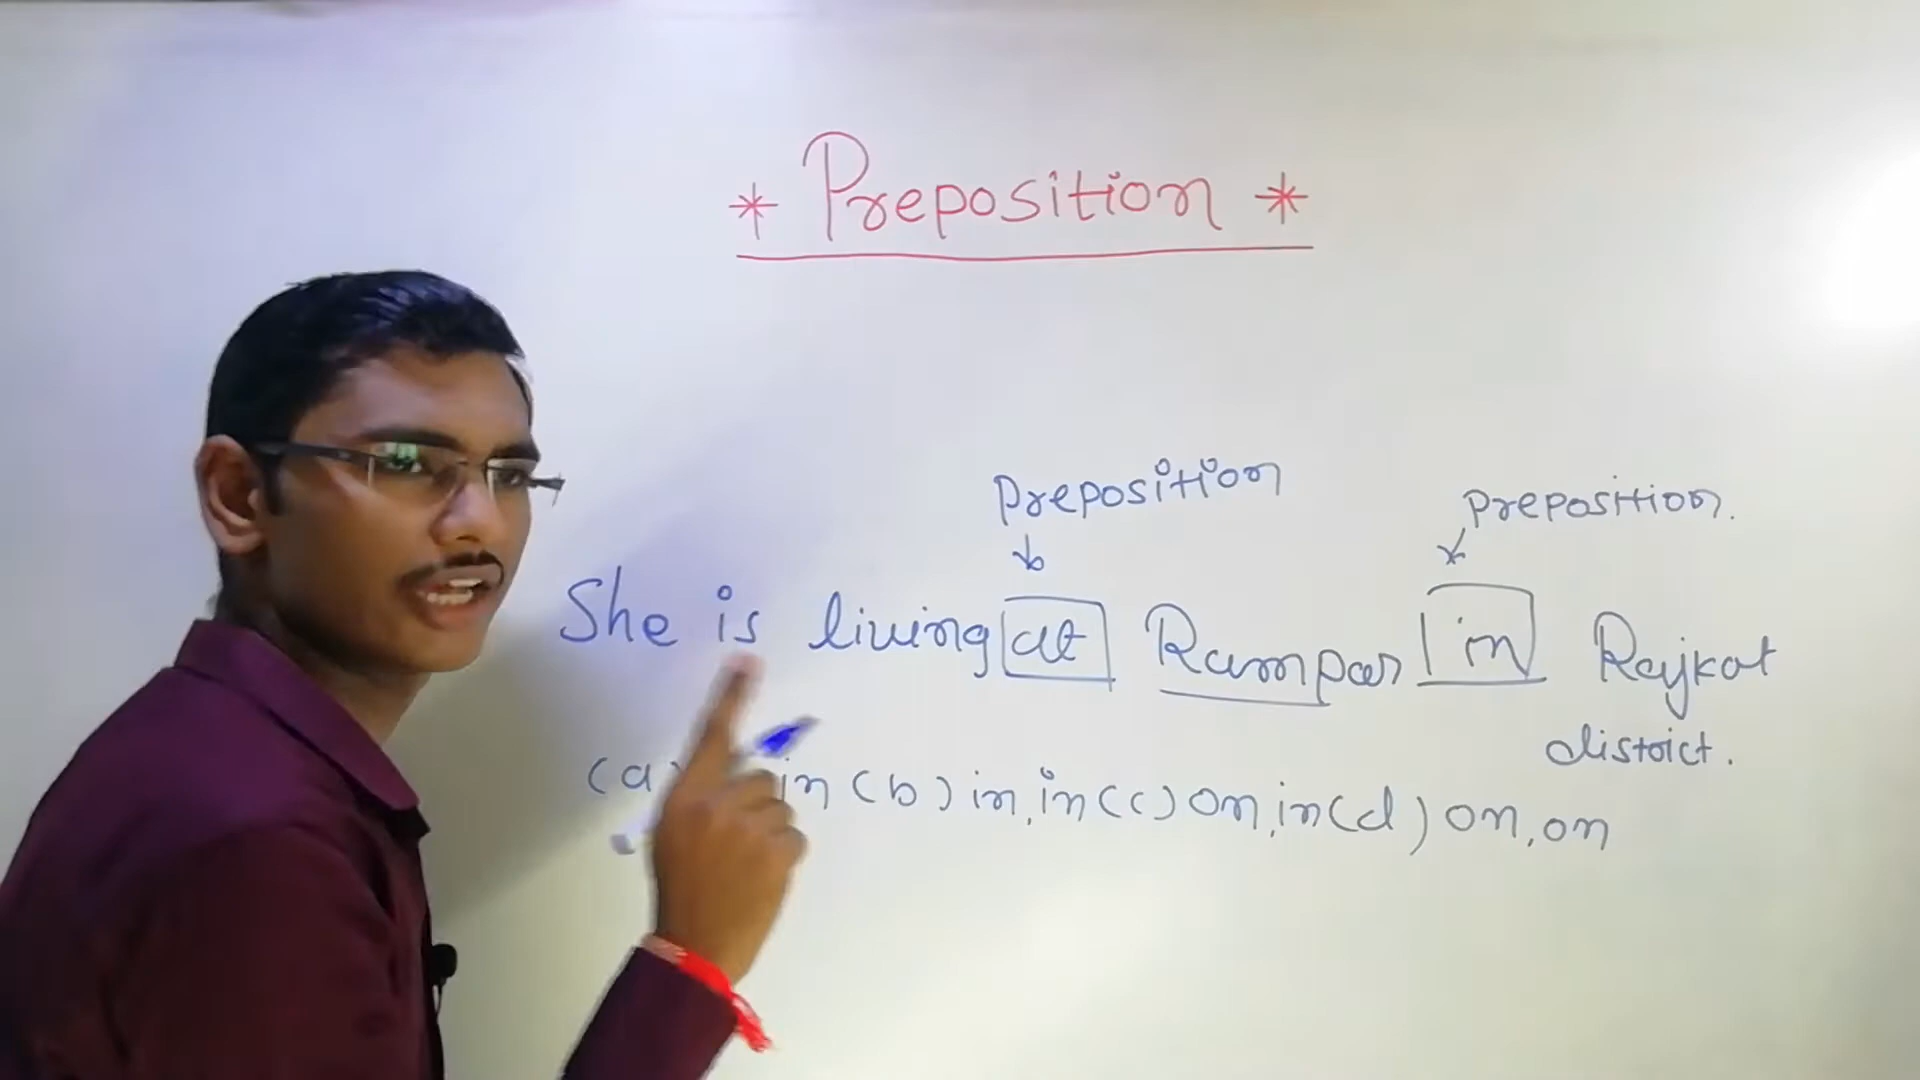 * Preposition *
Preposition Preposition.
She is living at Rampar in Rajkot
district.
(a) in (b) in, in (c) on, in (d) on, on